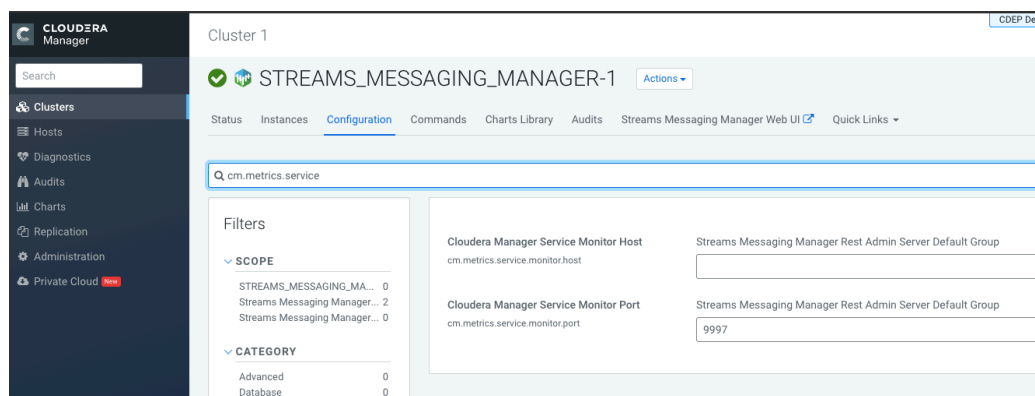 CLOUDERA
Manager
Search
Clusters
Hosts
Diagnostics
Audits
Charts
Replication
Administration
Private Cloud New
CDEP De
Cluster 1
STREAMS_MESSAGING_MANAGER-1 Actions
Status Instances Configuration Commands Charts Library Audits Streams Messaging Manager Web UI Quick Links
cm.metrics.service
Filters
SCOPE
STREAMS_MESSAGING_MA... 0
Streams Messaging Manager... 2
Streams Messaging Manager... 0
CATEGORY
Advanced 0
Database 0
Cloudera Manager Service Monitor Host Streams Messaging Manager Rest Admin Server Default Group
cm.metrics.service.monitor.host
Cloudera Manager Service Monitor Port Streams Messaging Manager Rest Admin Server Default Group
cm.metrics.service.monitor.port
9997